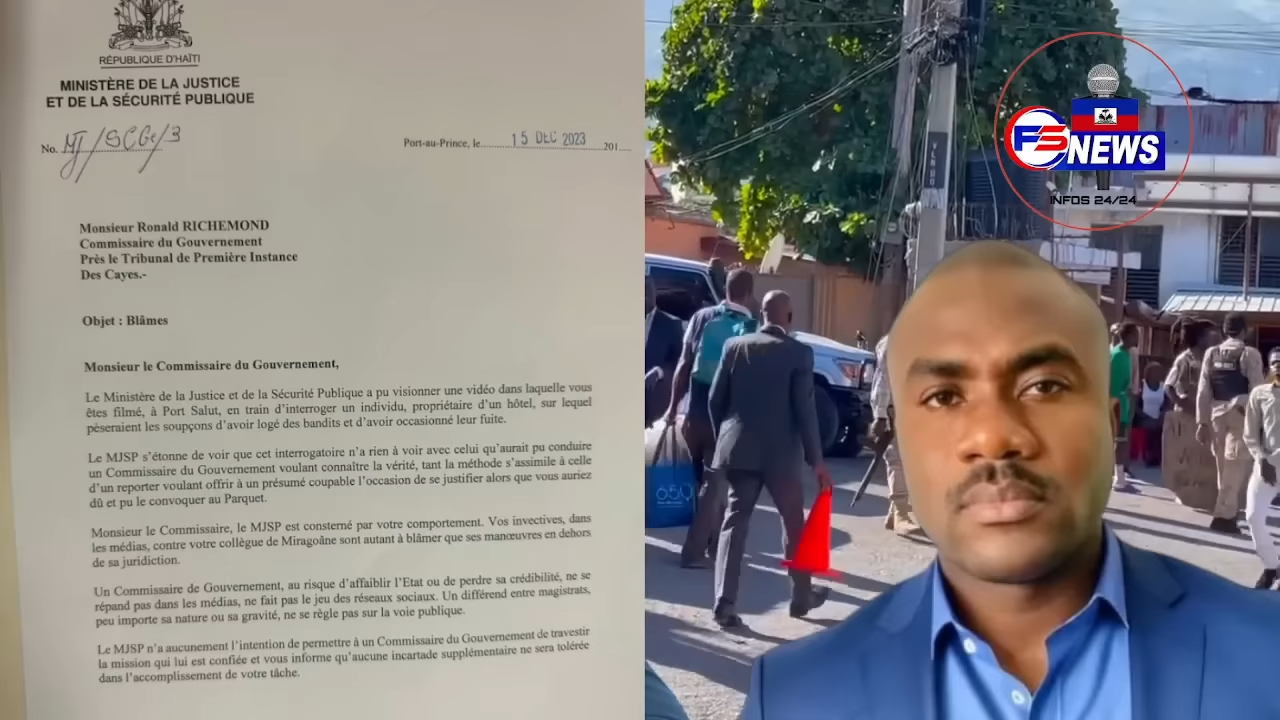 RÉPUBLIQUE D'HAÏTI
MINISTÈRE DE LA JUSTICE
ET DE LA SÉCURITÉ PUBLIQUE
No.
Port-au-Prince, le 15 DEC 2023 201
Monsieur Ronald RICHEMOND
Commissaire du Gouvernement
Près le Tribunal de Première Instance
Des Cayes.-
Objet : Blâmes
Monsieur le Commissaire du Gouvernement,
Le Ministère de la Justice et de la Sécurité Publique a pu visionner une vidéo dans laquelle vous
êtes filmé, à Port Salut, en train d'interroger un individu, propriétaire d'un hôtel, sur lequel
pèseraient les soupçons d'avoir logé des bandits et d'avoir occasionné leur fuite.
Le MJSP s'étonne de voir que cet interrogatoire n'a rien à voir avec celui qu'aurait pu conduire
un Commissaire du Gouvernement voulant connaître la vérité, tant la méthode s'assimile à celle
d'un reporter voulant offrir à un présumé coupable l'occasion de se justifier alors que vous auriez
dû et pu le convoquer au Parquet.
Monsieur le Commissaire, le MJSP est consterné par votre comportement. Vos invectives, dans
les médias, contre votre collègue de Miragoâne sont autant à blâmer que ses manœuvres en dehors
de sa juridiction.
Un Commissaire de Gouvernement, au risque d'affaiblir l'Etat ou de perdre sa crédibilité, ne se
répand pas dans les médias, ne fait pas le jeu des réseaux sociaux. Un différend entre magistrats,
peu importe sa nature ou sa gravité, ne se règle pas sur la voie publique.
Le MJSP n'a aucunement l'intention de permettre à un Commissaire du Gouvernement de travestir
la mission qui lui est confiée et vous informe qu'aucune incartade supplémentaire ne sera tolérée
dans l'accomplissement de votre tâche.
FS NEWS
INFOS 24/24
650